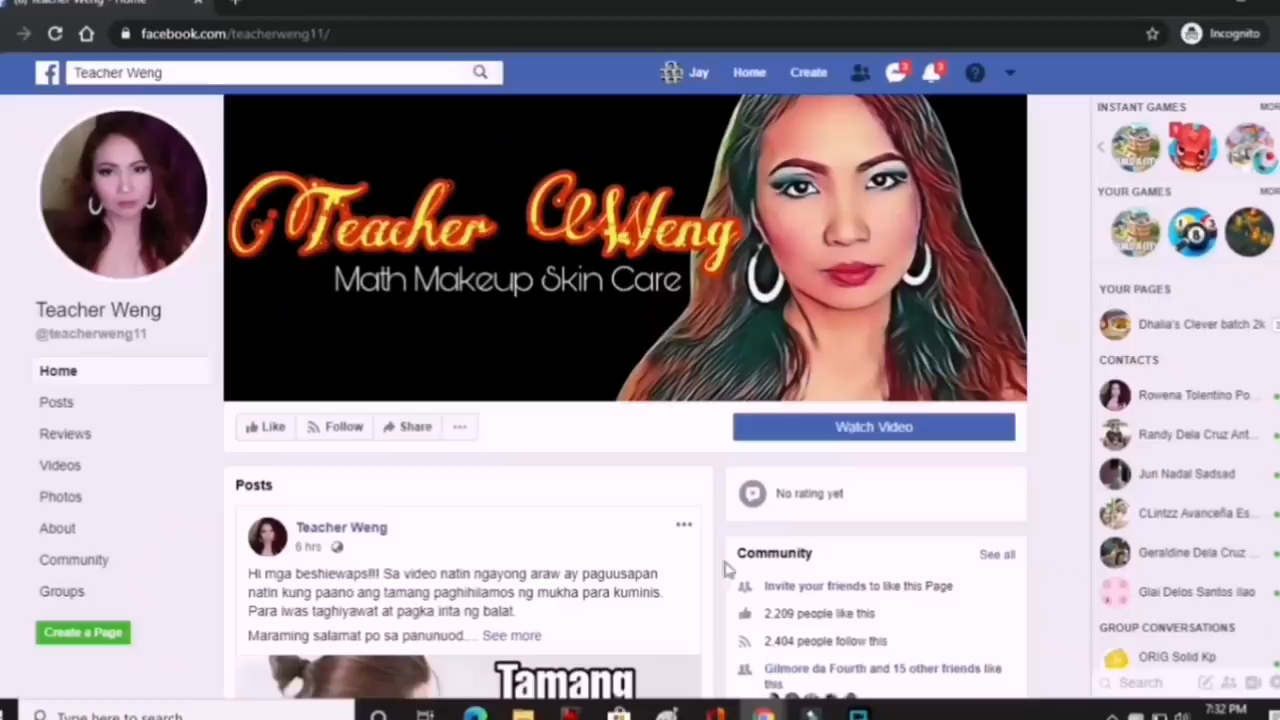 Teacher Weng - Home
facebook.com/teacherweng11/
Incognito
Teacher Weng
Jay
Home
Create
3
3
Teacher Weng
Math Makeup Skin Care
Teacher Weng
@teacherweng11
Home
Posts
Reviews
Videos
Photos
About
Community
Groups
Create a Page
Like
Follow
Share
Watch Video
Posts
Teacher Weng
6 hrs
Hi mga beshiewaps!!! Sa video natin ngayong araw ay paguusapan
natin kung paano ang tamang paghihilamos ng mukha para kuminis.
Para iwas taghiyawat at pagka irita ng balat.
Maraming salamat po sa panunuod.... See more
Tamang
No rating yet
Community
See all
Invite your friends to like this Page
2,209 people like this
2,404 people follow this
Gilmore da Fourth and 15 other friends like
this
INSTANT GAMES
YOUR GAMES
YOUR PAGES
Dhalia's Clever batch 2k
CONTACTS
Rowena Tolentino Po...
Randy Dela Cruz Ant...
Jun Nadal Sadsad
CLintzz Avanceña Es...
Geraldine Dela Cruz ...
Glai Delos Santos Ilao
GROUP CONVERSATIONS
ORIG Solid Kp
Search
Type here to search
7:32 PM